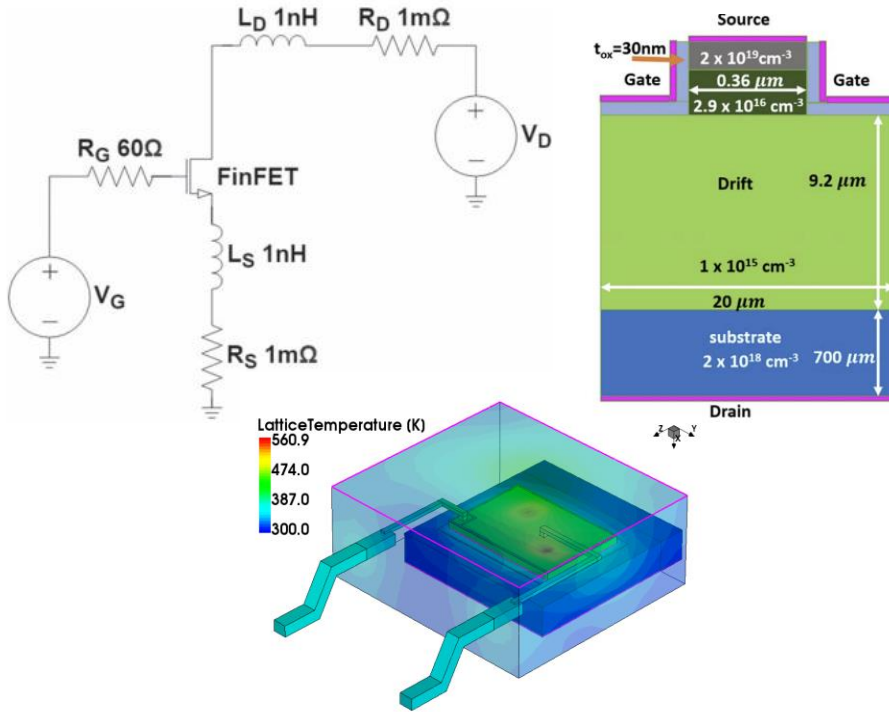 L_D 1nH
R_D 1mΩ
V_D
R_G 60Ω
FinFET
V_G
L_S 1nH
R_S 1mΩ
Source
t_ox=30nm
2 x 10^19cm^-3
Gate
0.36 μm
Gate
2.9 x 10^16 cm^-3
Drift
9.2 μm
1 x 10^15 cm^-3
20 μm
substrate
2 x 10^18 cm^-3
700 μm
Drain
LatticeTemperature (K)
560.9
474.0
387.0
300.0
Z
Y
X